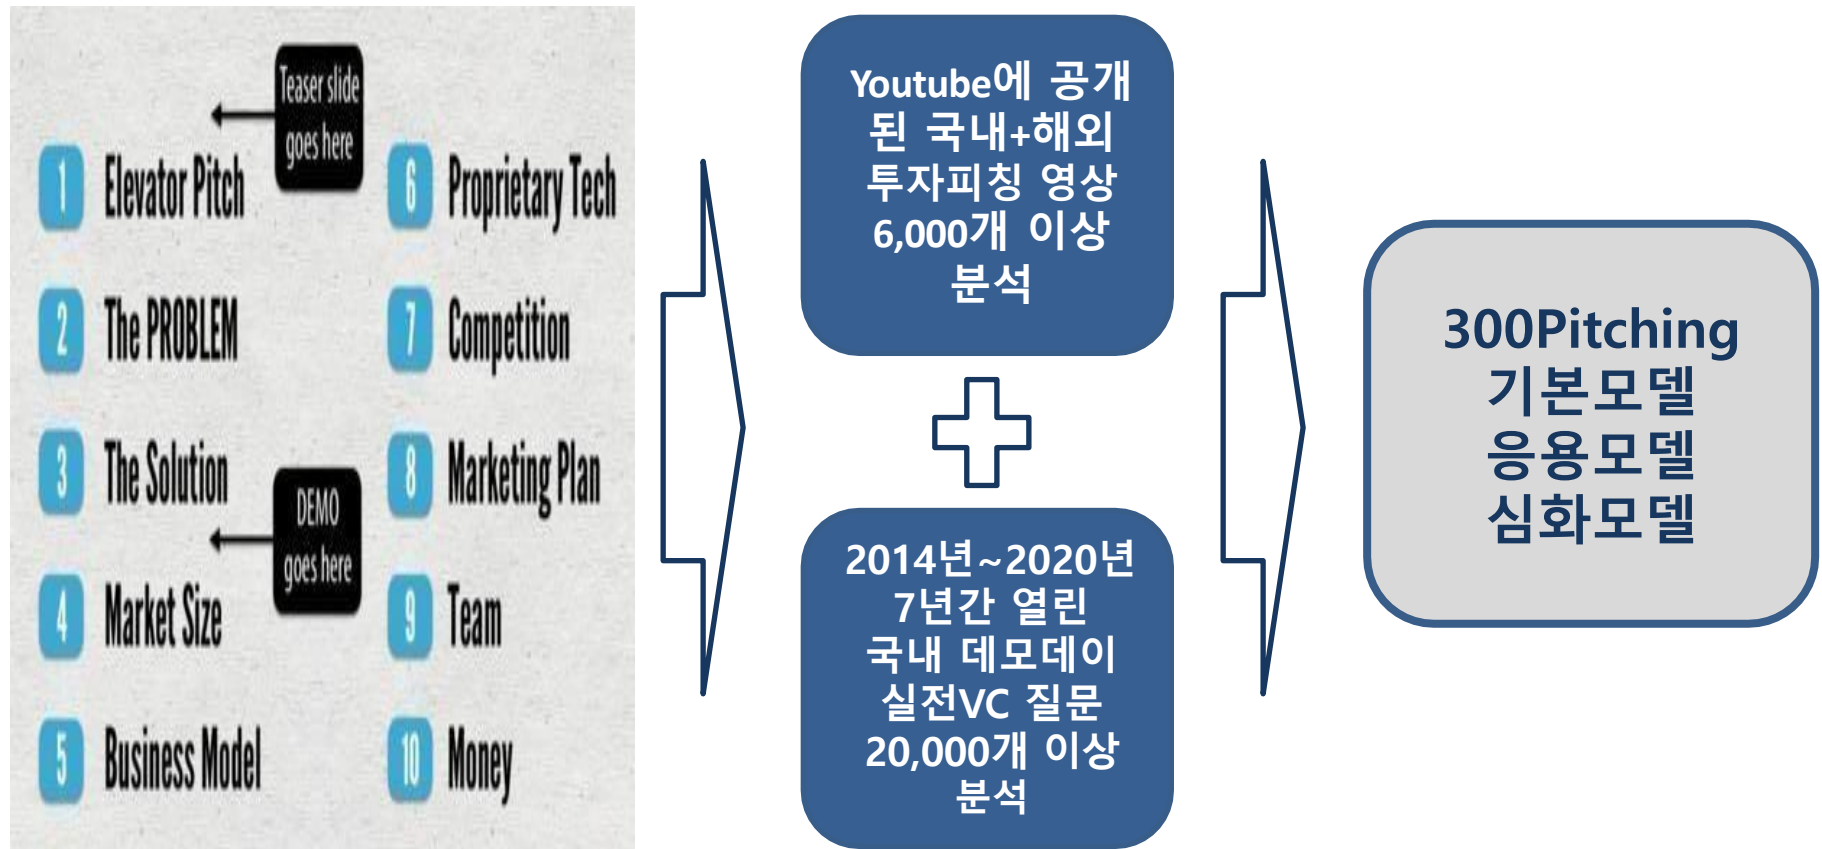 Teaser slide
goes here
1 Elevator Pitch
2 The PROBLEM
3 The Solution
DEMO
goes here
4 Market Size
5 Business Model
6 Proprietary Tech
7 Competition
8 Marketing Plan
9 Team
10 Money
Youtube에 공개
된 국내+해외
투자피칭 영상
6,000개 이상
분석
2014년~2020년
7년간 열린
국내 데모데이
실전VC 질문
20,000개 이상
분석
300Pitching
기본모델
응용모델
심화모델